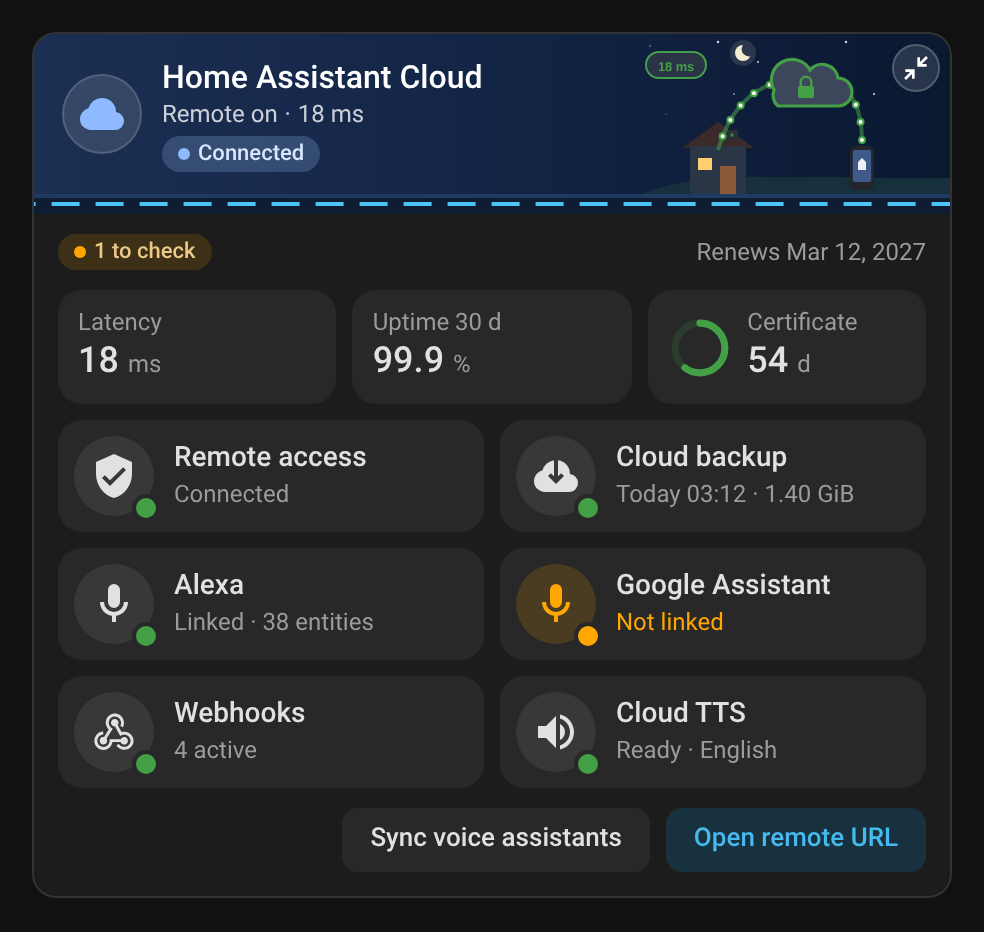 Home Assistant Cloud
Remote on · 18 ms
Connected
18 ms
1 to check
Renews Mar 12, 2027
Latency
18 ms
Uptime 30 d
99.9 %
Certificate
54 d
Remote access
Connected
Cloud backup
Today 03:12 · 1.40 GiB
Alexa
Linked · 38 entities
Google Assistant
Not linked
Webhooks
4 active
Cloud TTS
Ready · English
Sync voice assistants
Open remote URL